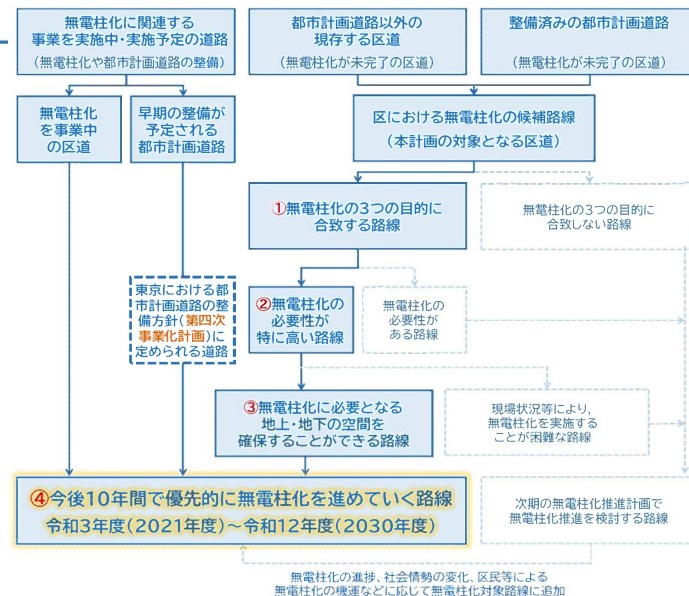 無電柱化に関連する
事業を実施中・実施予定の道路
(無電柱化や都市計画道路の整備)
都市計画道路以外の
現存する区道
(無電柱化が未完了の区道)
整備済みの都市計画道路
(無電柱化が未完了の区道)
無電柱化
を事業中
の区道
早期の整備が
予定される
都市計画道路
区における無電柱化の候補路線
(本計画の対象となる区道)
①無電柱化の3つの目的に
合致する路線
無電柱化の3つの目的に
合致しない路線
東京における都
市計画道路の整
備方針(第四次
事業化計画)に
定められる道路
②無電柱化の
必要性が
特に高い路線
無電柱化の
必要性が
ある路線
③無電柱化に必要となる
地上・地下の空間を
確保することができる路線
現場状況等により、
無電柱化を実施する
ことが困難な路線
④今後10年間で優先的に無電柱化を進めていく路線
令和3年度(2021年度)~令和12年度(2030年度)
次期の無電柱化推進計画で
無電柱化推進を検討する路線
無電柱化の進捗、社会情勢の変化、区民等による
無電柱化の機運などに応じて無電柱化対象路線に追加